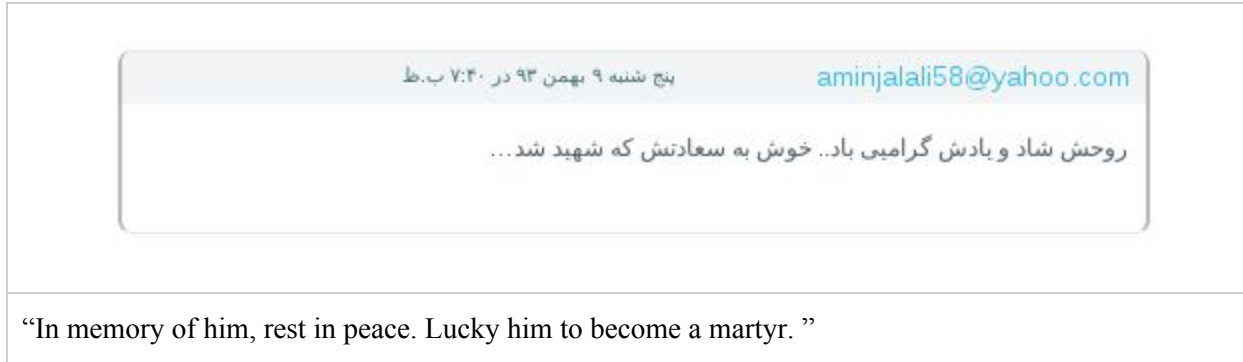 aminjalali58@yahoo.com پنج شنبه ۹ بهمن ۹۳ در ۷:۴۰ ب.ظ
روحش شاد و یادش گرامیی باد.. خوش به سعادتش که شهید شد...
“In memory of him, rest in peace. Lucky him to become a martyr. ”